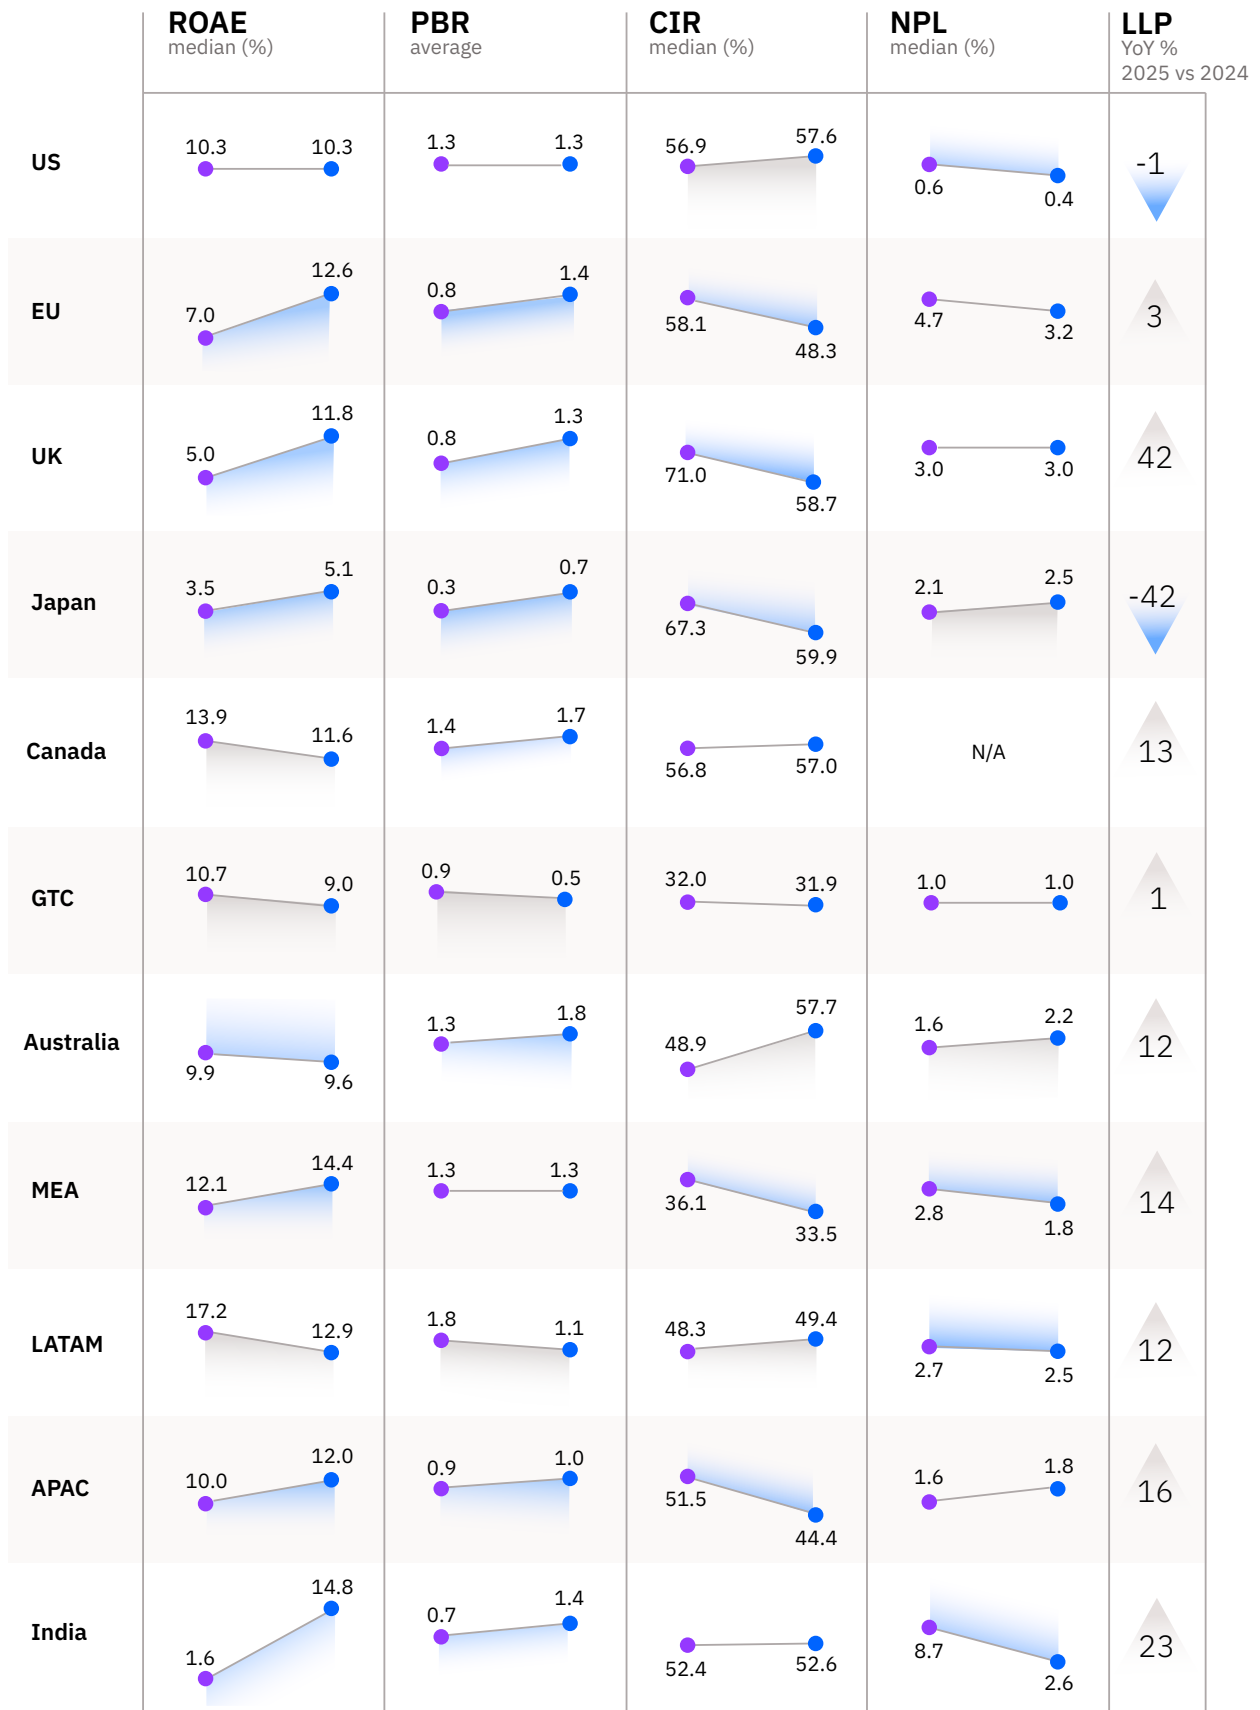 ROAE PBR CIR NPL LLP
median (%) average median (%) median (%) YoY %
2025 vs 2024
US 10.3 10.3 1.3 1.3 56.9 57.6 0.6 0.4 -1
EU 7.0 12.6 0.8 1.4 58.1 48.3 4.7 3.2 3
UK 5.0 11.8 0.8 1.3 71.0 58.7 3.0 3.0 42
Japan 3.5 5.1 0.3 0.7 67.3 59.9 2.1 2.5 -42
Canada 13.9 11.6 1.4 1.7 56.8 57.0 N/A 13
GTC 10.7 9.0 0.9 0.5 32.0 31.9 1.0 1.0 1
Australia 9.9 9.6 1.3 1.8 48.9 57.7 1.6 2.2 12
MEA 12.1 14.4 1.3 1.3 36.1 33.5 2.8 1.8 14
LATAM 17.2 12.9 1.8 1.1 48.3 49.4 2.7 2.5 12
APAC 10.0 12.0 0.9 1.0 51.5 44.4 1.6 1.8 16
India 1.6 14.8 0.7 1.4 52.4 52.6 8.7 2.6 23